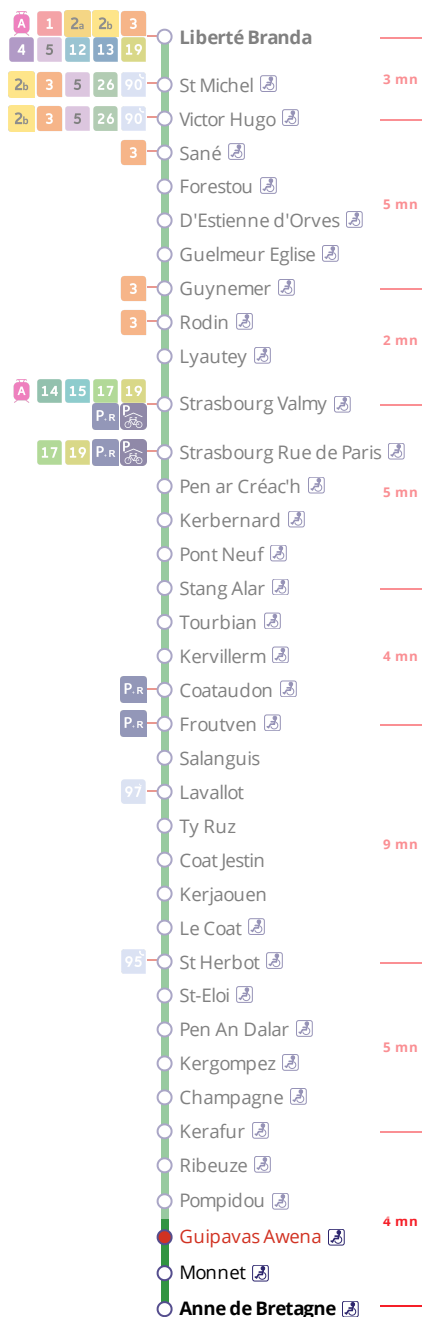 A 1 2a 2b 3
4 5 12 13 19
Liberté Branda
3 mn
2b 3 5 26 90
St Michel
2b 3 5 26 90
Victor Hugo
3
Sané
Forestou
5 mn
D'Estienne d'Orves
Guelmeur Eglise
3
Guynemer
3
Rodin
2 mn
Lyautey
A 14 15 17 19
P+R P
Strasbourg Valmy
17 19 P+R P
Strasbourg Rue de Paris
Pen ar Créac'h
5 mn
Kerbernard
Pont Neuf
Stang Alar
Tourbian
Kervillerm
4 mn
P+R
Coataudon
P+R
Froutven
Salanguis
97
Lavallot
Ty Ruz
9 mn
Coat Jestin
Kerjaouen
Le Coat
95
St Herbot
St-Eloi
Pen An Dalar
5 mn
Kergompez
Champagne
Kerafur
Ribeuze
Pompidou
4 mn
Guipavas Awena
Monnet
Anne de Bretagne